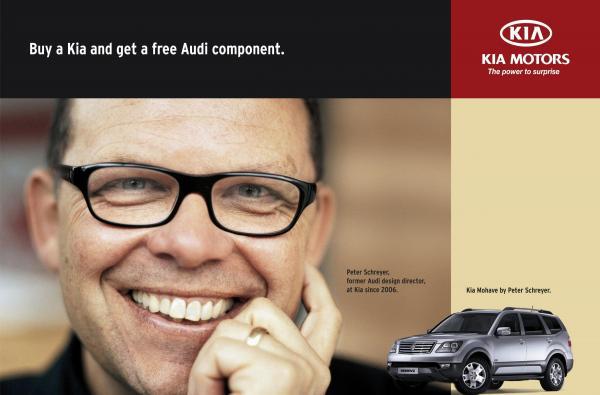 Buy a Kia and get a free Audi component.
KIA
KIA MOTORS
The power to surprise
Peter Schreyer,
former Audi design director,
at Kia since 2006.
Kia Mohave by Peter Schreyer.